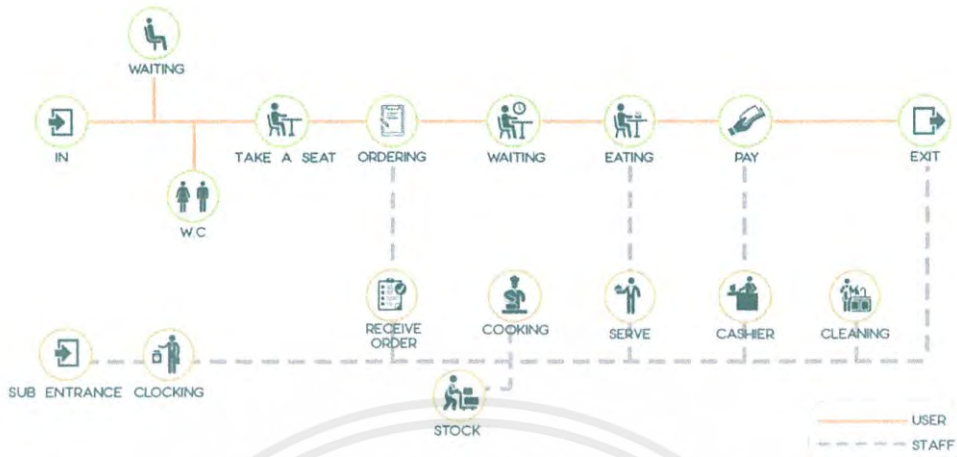 WAITING
IN
TAKE A SEAT
ORDERING
WAITING
EATING
PAY
EXIT
W.C
RECEIVE
ORDER
COOKING
SERVE
CASHIER
CLEANING
SUB ENTRANCE
CLOCKING
STOCK
USER
STAFF